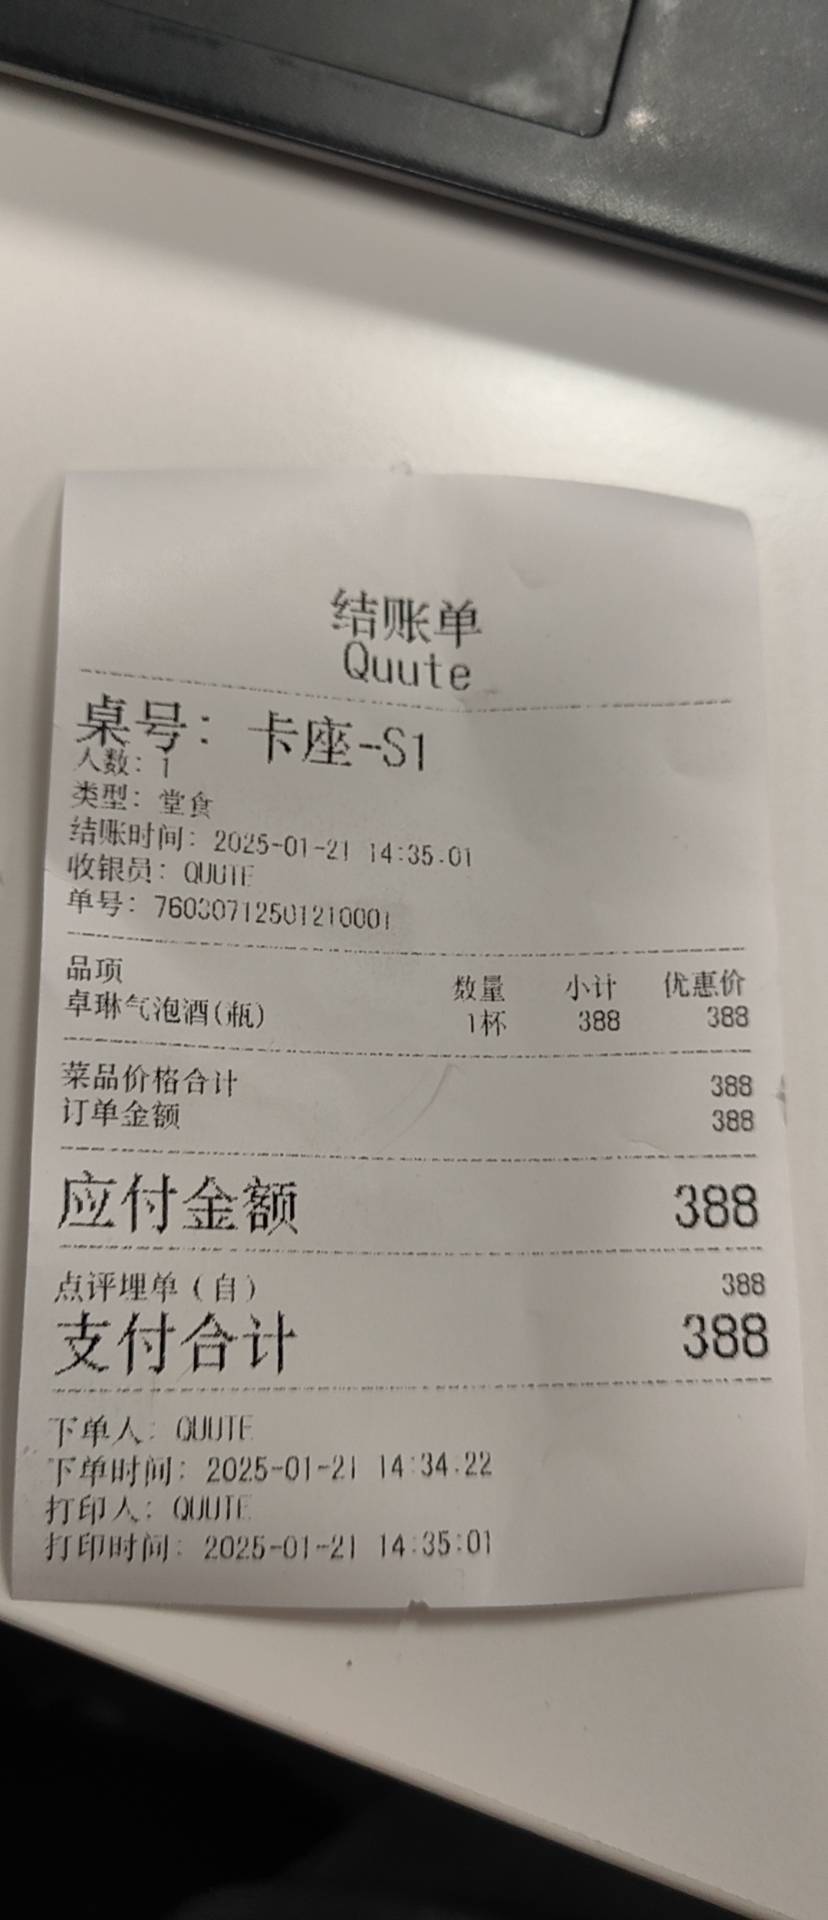 结账单
Quute
桌号: 卡座-S1
人数: 1
类型: 堂食
结账时间: 2025-01-21 14:35:01
收银员: QUUTE
单号: 76030712501210001
品项 数量 小计 优惠价
卓琳气泡酒(瓶) 1杯 388 388
菜品价格合计 388
订单金额 388
应付金额 388
点评埋单(自) 388
支付合计 388
下单人: QUUTE
下单时间: 2025-01-21 14:34:22
打印人: QUUTE
打印时间: 2025-01-21 14:35:01